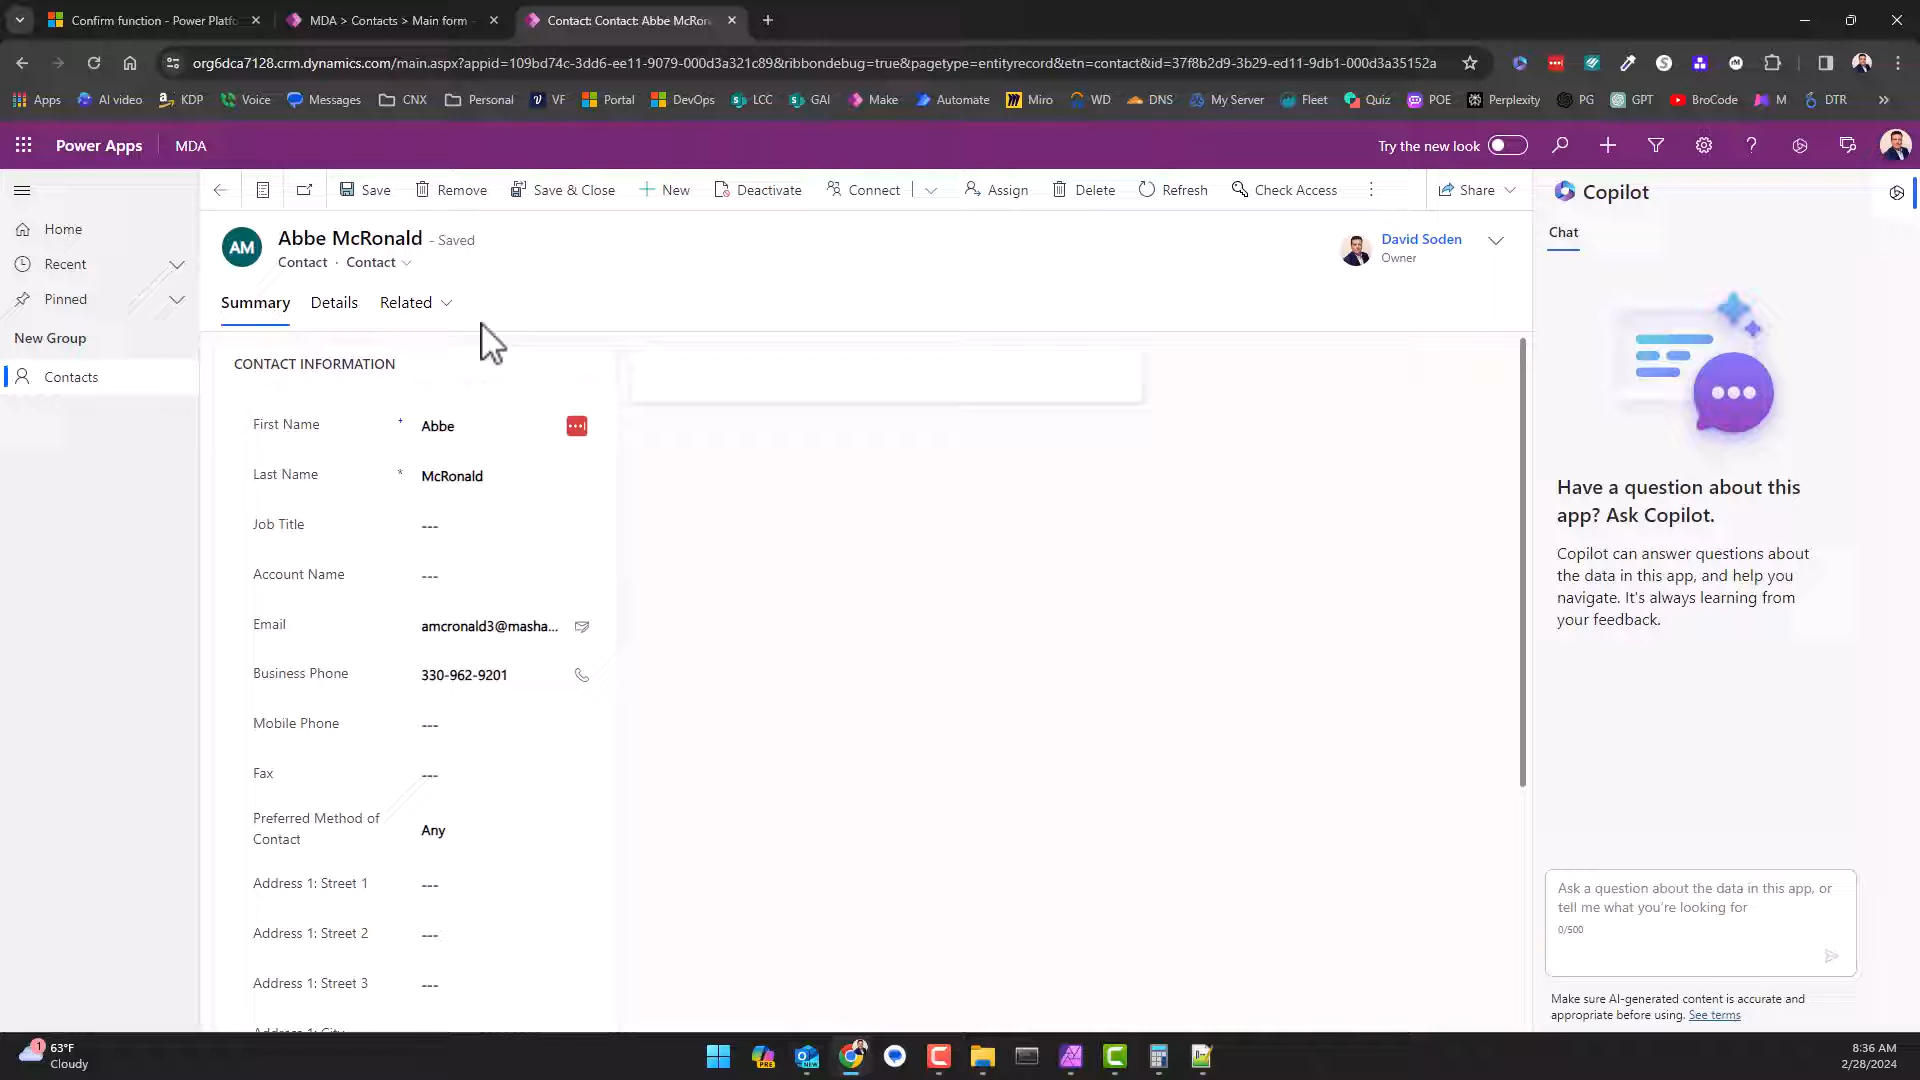 Confirm function - Power Platfo
MDA > Contacts > Main form -
Contact: Contact: Abbe McRon
org6dca7128.crm.dynamics.com/main.aspx?appid=109bd74c-3dd6-ee11-9079-000d3a321c89&ribbondebug=true&pagetype=entityrecord&etn=contact&id=37f8b2d9-3b29-ed11-9db1-000d3a35152a
Apps
AI video
KDP
Voice
Messages
CNX
Personal
VF
Portal
DevOps
LCC
GAI
Make
Automate
Miro
WD
DNS
My Server
Fleet
Quiz
POE
Perplexity
PG
GPT
BroCode
M
DTR
Power Apps
MDA
Try the new look
Save
Remove
Save & Close
New
Deactivate
Connect
Assign
Delete
Refresh
Check Access
Share
Copilot
Chat
Home
Recent
Pinned
New Group
Contacts
AM
Abbe McRonald - Saved
Contact · Contact
David Soden
Owner
Summary
Details
Related
CONTACT INFORMATION
First Name + Abbe
Last Name * McRonald
Job Title ---
Account Name ---
Email amcronald3@masha...
Business Phone 330-962-9201
Mobile Phone ---
Fax ---
Preferred Method of
Contact
Any
Address 1: Street 1 ---
Address 1: Street 2 ---
Address 1: Street 3 ---
Address 1: City
Have a question about this
app? Ask Copilot.
Copilot can answer questions about
the data in this app, and help you
navigate. It's always learning from
your feedback.
Ask a question about the data in this app, or
tell me what you're looking for
0/500
Make sure AI-generated content is accurate and
appropriate before using. See terms
1
63°F
Cloudy
PRE
NEW
8:36 AM
2/28/2024